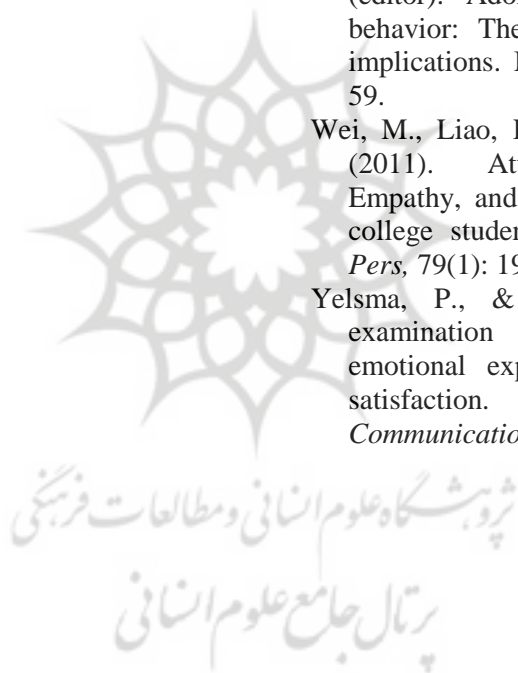 (editor). Ado
behavior: The
implications.
59.
Wei, M., Liao,
(2011). At
Empathy, and
college studen
Pers, 79(1): 19
Yelsma, P., &
examination
emotional exp
satisfaction.
Communicatio
پژوهشگاه علوم انسانی و مطالعات فرهنگی
پرتال جامع علوم انسانی